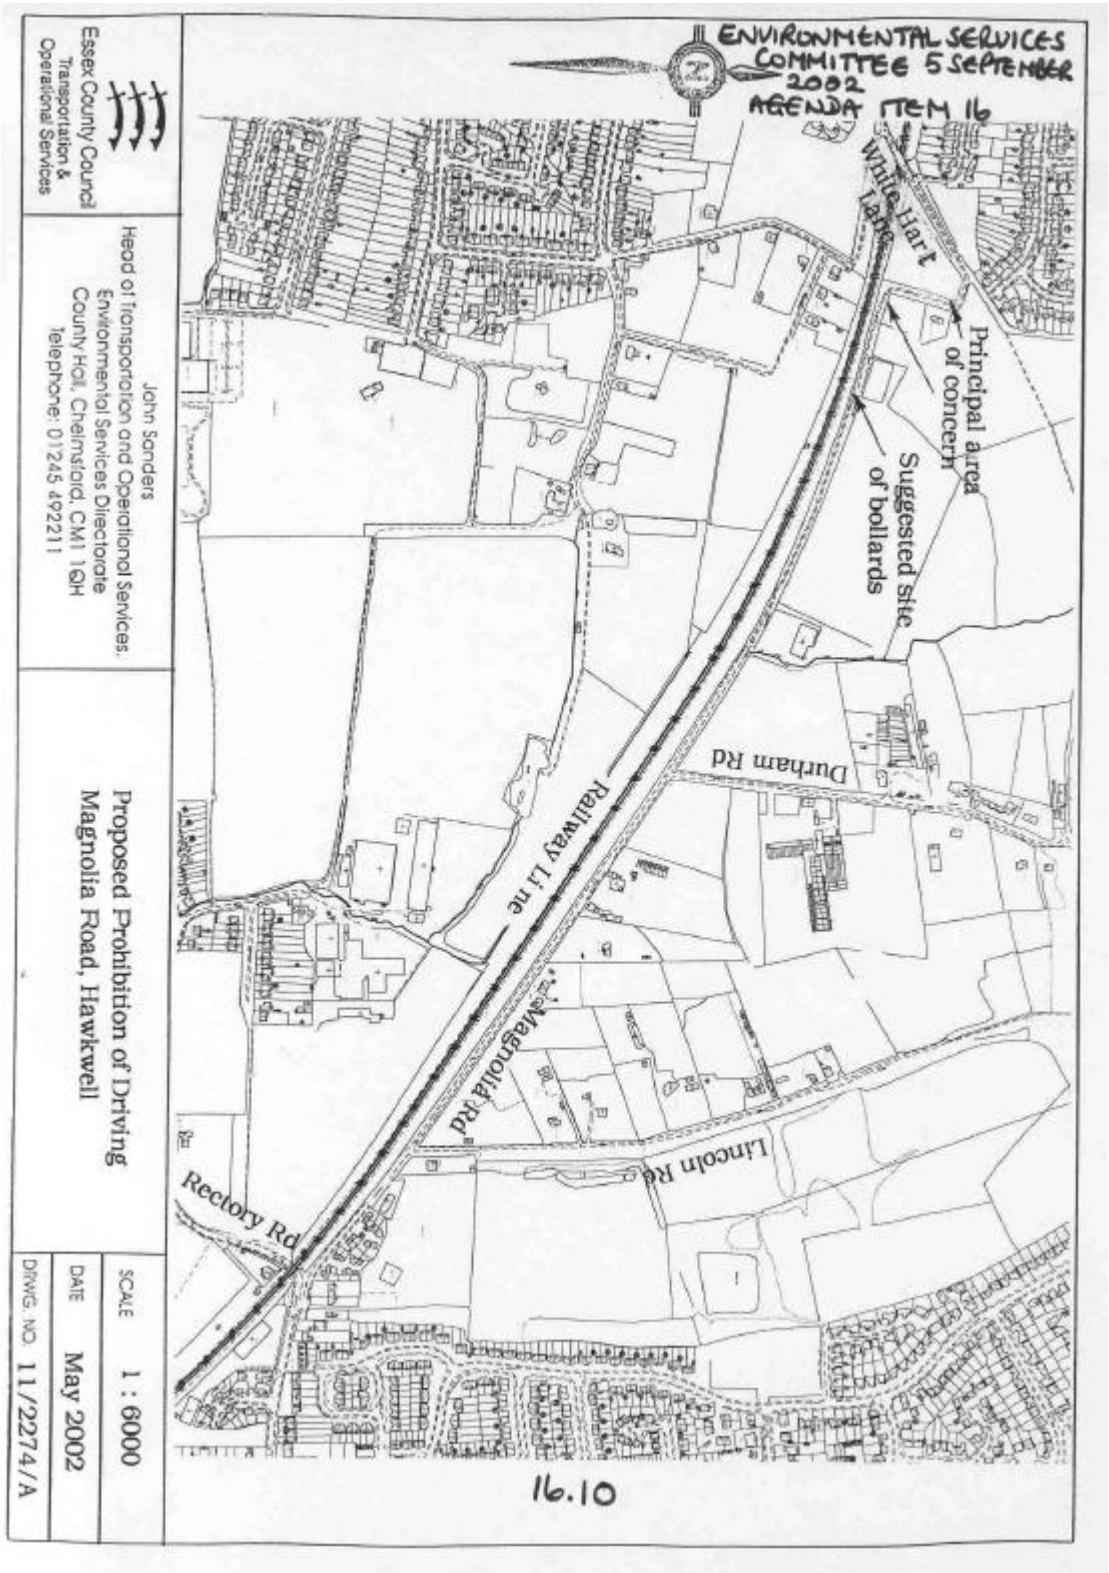 ENVIRONMENTAL SERVICES
COMMITTEE 5 SEPTEMBER
2002
AGENDA ITEM 16
White Hart
Lane
Principal area
of concern
Suggested site
of bollards
Durham Rd
Railway Line
Magnolia Rd
Lincoln Rd
Rectory Rd
16.10
Essex County Council
Transportation &
Operational Services
John Sanders
Head of Transportation and Operational Services.
Environmental Services Directorate
County Hall, Chelmsford, CM1 1QH
Telephone: 01245 492211
Proposed Prohibition of Driving
Magnolia Road, Hawkwell
SCALE 1 : 6000
DATE May 2002
DRWG. NO. 11/2274/A